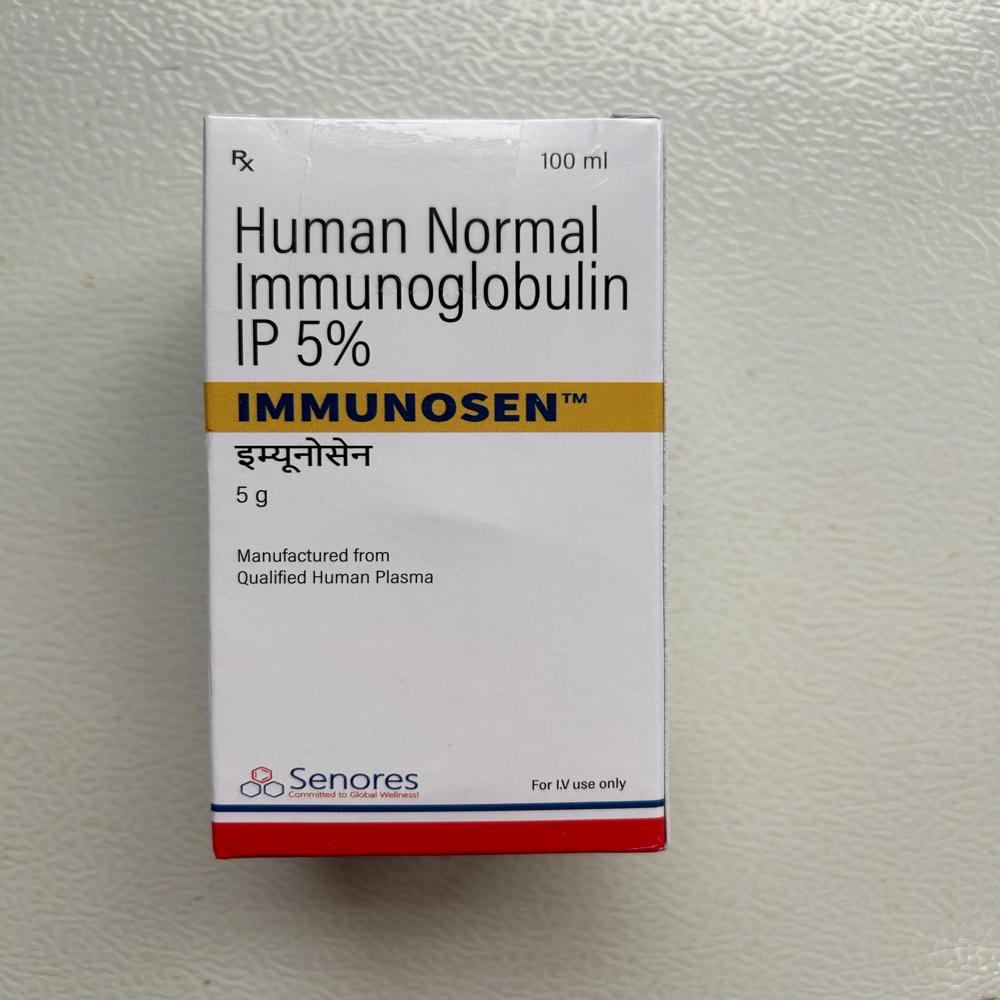 Rx
100 ml
Human Normal
Immunoglobulin
IP 5%
IMMUNOSEN™
इम्यूनोसेन
5 g
Manufactured from
Qualified Human Plasma
Senores
Committed to Global Wellness!
For I.V use only